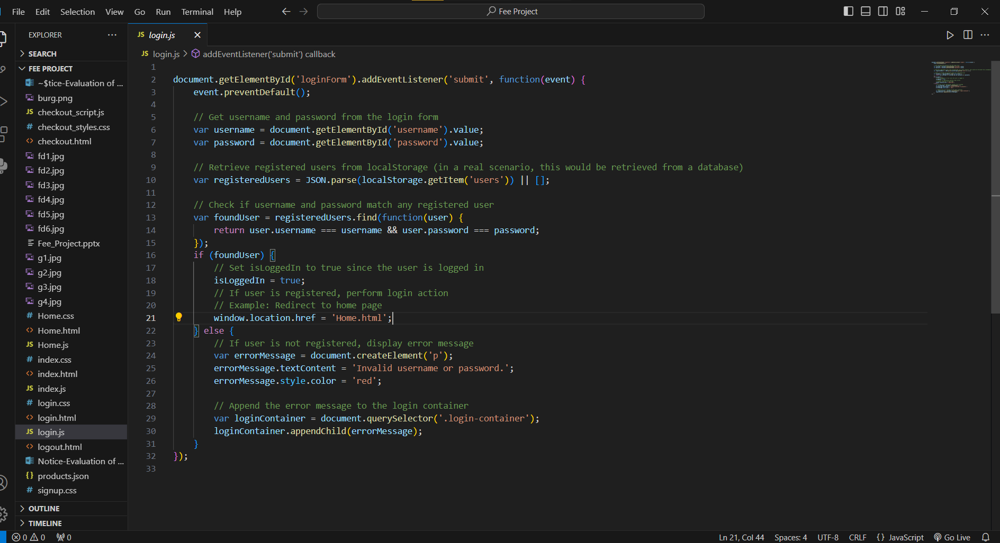 File Edit Selection View Go Run Terminal Help
Fee Project
EXPLORER
SEARCH
FEE PROJECT
~$tice-Evaluation of ...
burg.png
JS checkout_script.js
# checkout_styles.css
<> checkout.html
fd1.jpg
fd2.jpg
fd3.jpg
fd4.jpg
fd5.jpg
fd6.jpg
Fee_Project.pptx
g1.jpg
g2.jpg
g3.jpg
g4.jpg
# Home.css
<> Home.html
JS Home.js
# index.css
<> index.html
JS index.js
# login.css
<> login.html
JS login.js
<> logout.html
Notice-Evaluation of ...
{} products.json
# signup.css
OUTLINE
TIMELINE
JS login.js
JS login.js > addEventListener('submit') callback
1
2 document.getElementById('loginForm').addEventListener('submit', function(event) {
3 event.preventDefault();
4
5 // Get username and password from the login form
6 var username = document.getElementById('username').value;
7 var password = document.getElementById('password').value;
8
9 // Retrieve registered users from localStorage (in a real scenario, this would be retrieved from a database)
10 var registeredUsers = JSON.parse(localStorage.getItem('users')) || [];
11
12 // Check if username and password match any registered user
13 var foundUser = registeredUsers.find(function(user) {
14 return user.username === username && user.password === password;
15 });
16 if (foundUser) {
17 // Set isLoggedIn to true since the user is logged in
18 isLoggedIn = true;
19 // If user is registered, perform login action
20 // Example: Redirect to home page
21 window.location.href = 'Home.html';
22 } else {
23 // If user is not registered, display error message
24 var errorMessage = document.createElement('p');
25 errorMessage.textContent = 'Invalid username or password.';
26 errorMessage.style.color = 'red';
27
28 // Append the error message to the login container
29 var loginContainer = document.querySelector('.login-container');
30 loginContainer.appendChild(errorMessage);
31 }
32 });
33
0 0 0
Ln 21, Col 44 Spaces: 4 UTF-8 CRLF {} JavaScript Go Live